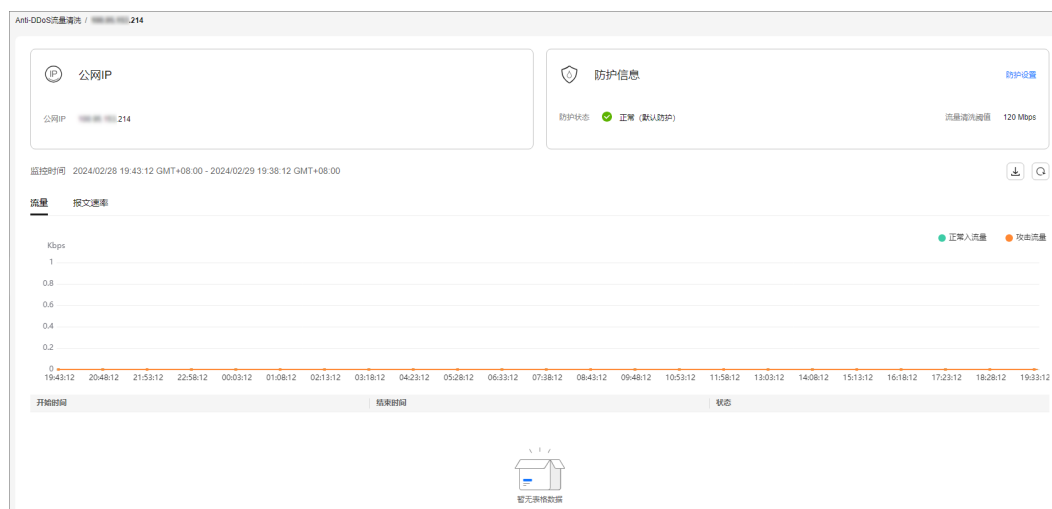 Anti-DDoS流量清洗 / .214
公网IP
公网IP .214
防护信息
防护设置
防护状态 正常（默认防护）
流量清洗阈值 120 Mbps
监控时间 2024/02/28 19:43:12 GMT+08:00 - 2024/02/29 19:38:12 GMT+08:00
流量 报文速率
正常入流量 攻击流量
Kbps
1
0.8
0.6
0.4
0.2
0
19:43:12 20:48:12 21:53:12 22:58:12 00:03:12 01:08:12 02:13:12 03:18:12 04:23:12 05:28:12 06:33:12 07:38:12 08:43:12 09:48:12 10:53:12 11:58:12 13:03:12 14:08:12 15:13:12 16:18:12 17:23:12 18:28:12 19:33:12
开始时间 结束时间 状态
暂无表格数据